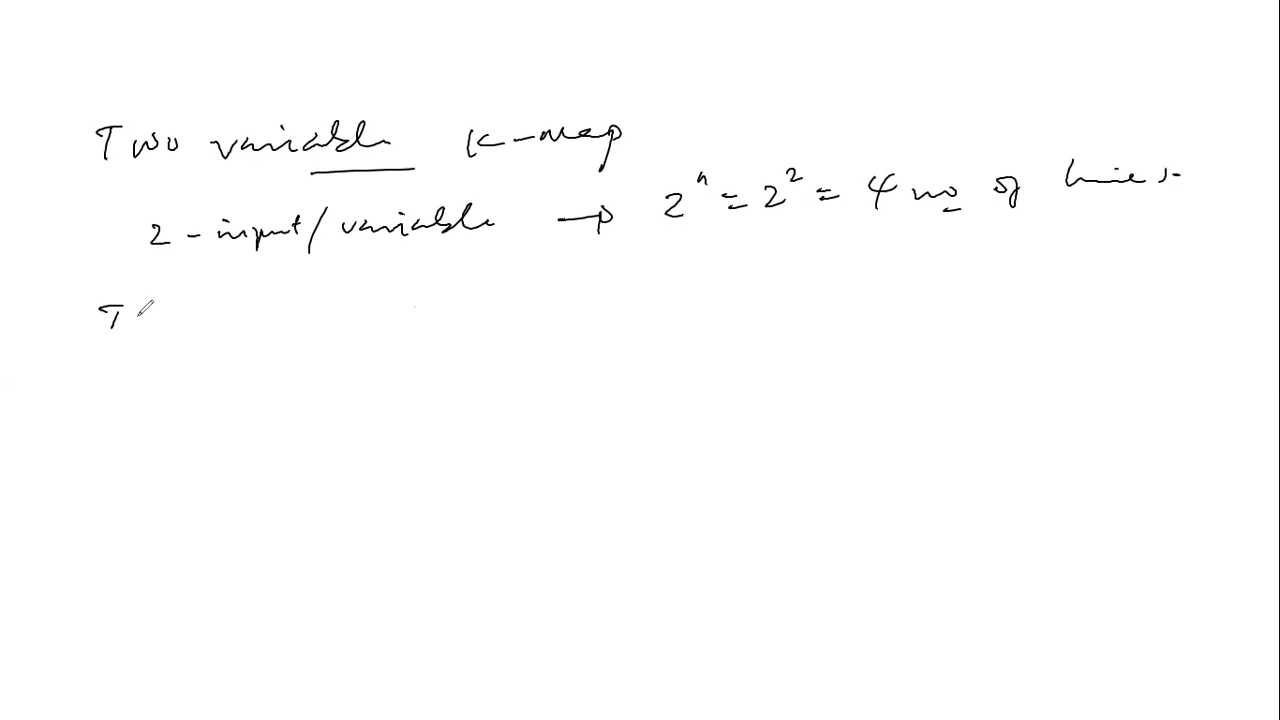 Two variable K-map
2 - input/variable → 2^n = 2^2 = 4 no of lines.
T